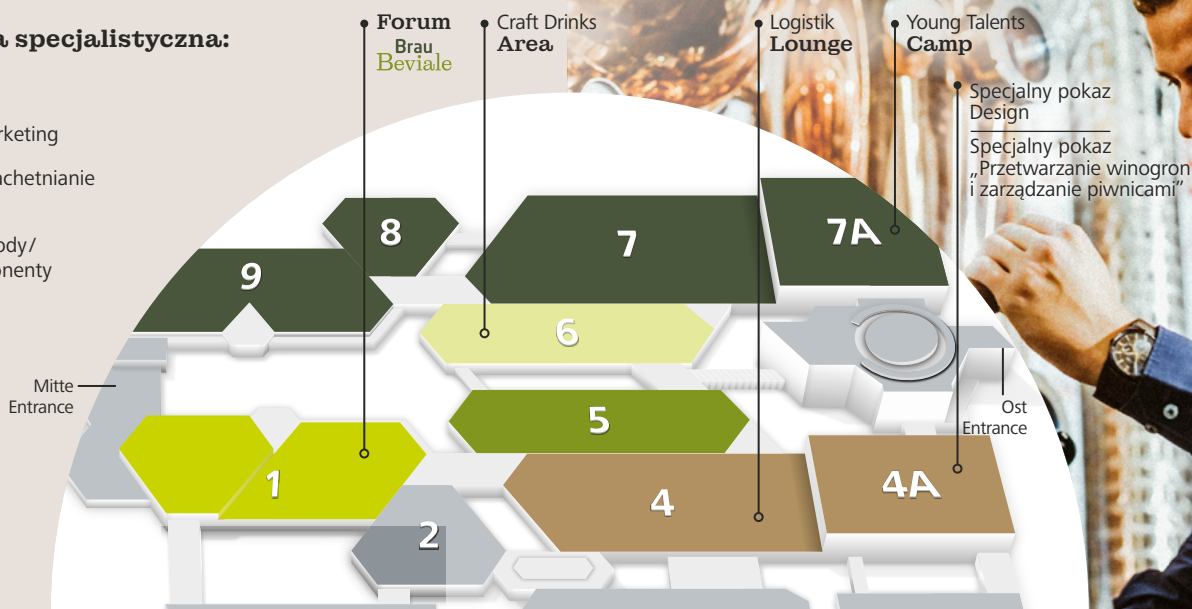 a specjalistyczna:
Forum
Brau
Beviale
Craft Drinks
Area
Logistik
Lounge
Young Talents
Camp
Specjalny pokaz
Design
Specjalny pokaz
„Przetwarzanie winogron
i zarządzanie piwnicami”
rketing
achetnianie
ody/
onenty
8
7
7A
9
6
Mitte
Entrance
5
Ost
Entrance
1
4
4A
2